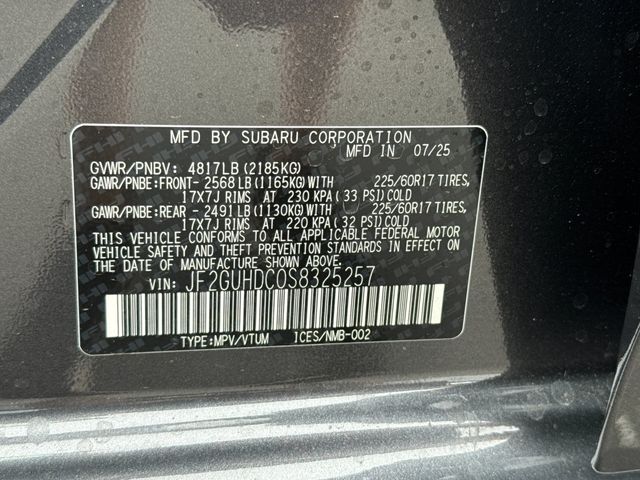 MFD BY SUBARU CORPORATION
MFD IN 07/25
GVWR/PNBV: 4817LB (2185KG)
GAWR/PNBE:FRONT- 2568 LB (1165KG)WITH 225/60R17 TIRES,
17X7J RIMS AT 230 KPA ( 33 PSI) COLD
GAWR/PNBE:REAR - 2491 LB (1130KG)WITH 225/60R17 TIRES,
17X7J RIMS AT 220 KPA ( 32 PSI) COLD
THIS VEHICLE CONFORMS TO ALL APPLICABLE FEDERAL MOTOR
VEHICLE SAFETY AND THEFT PREVENTION STANDARDS IN EFFECT ON
THE DATE OF MANUFACTURE SHOWN ABOVE.
VIN: JF2GUHDC0S8325257
TYPE:MPV/VTUM ICES/NMB-002